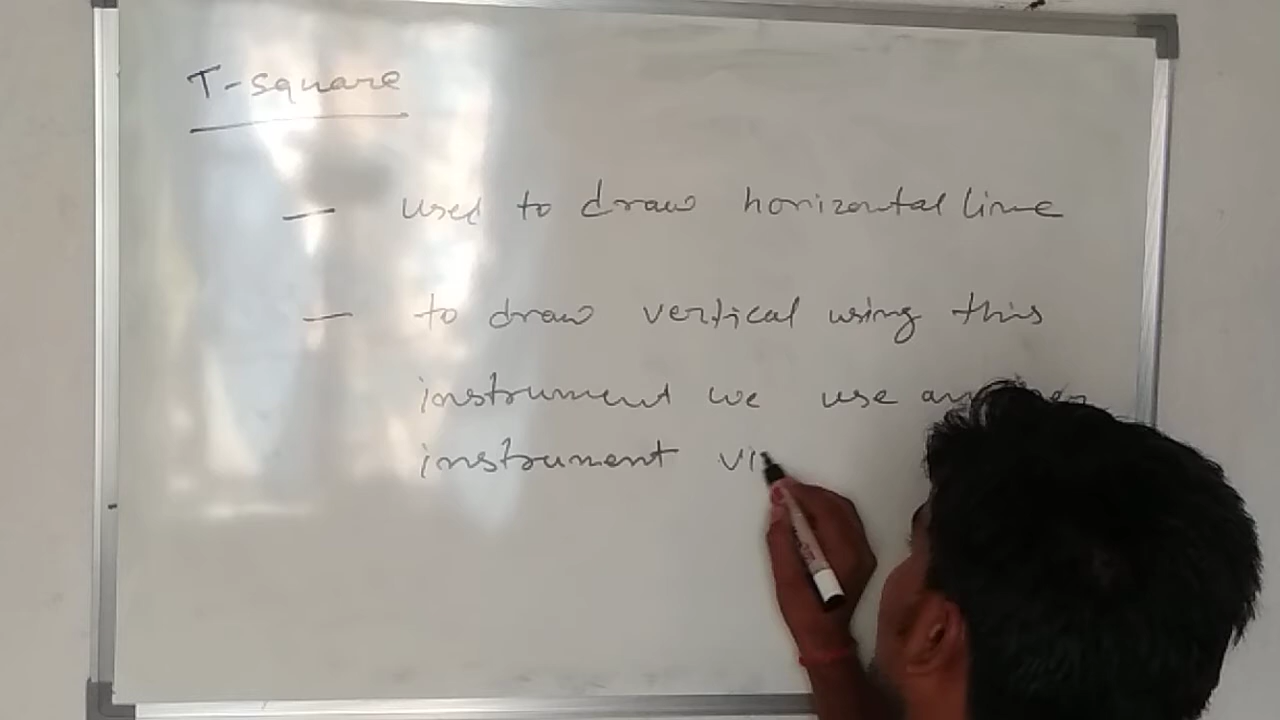 T-square
— used to draw horizontal line
— to draw vertical using this
instrument we use
instrument